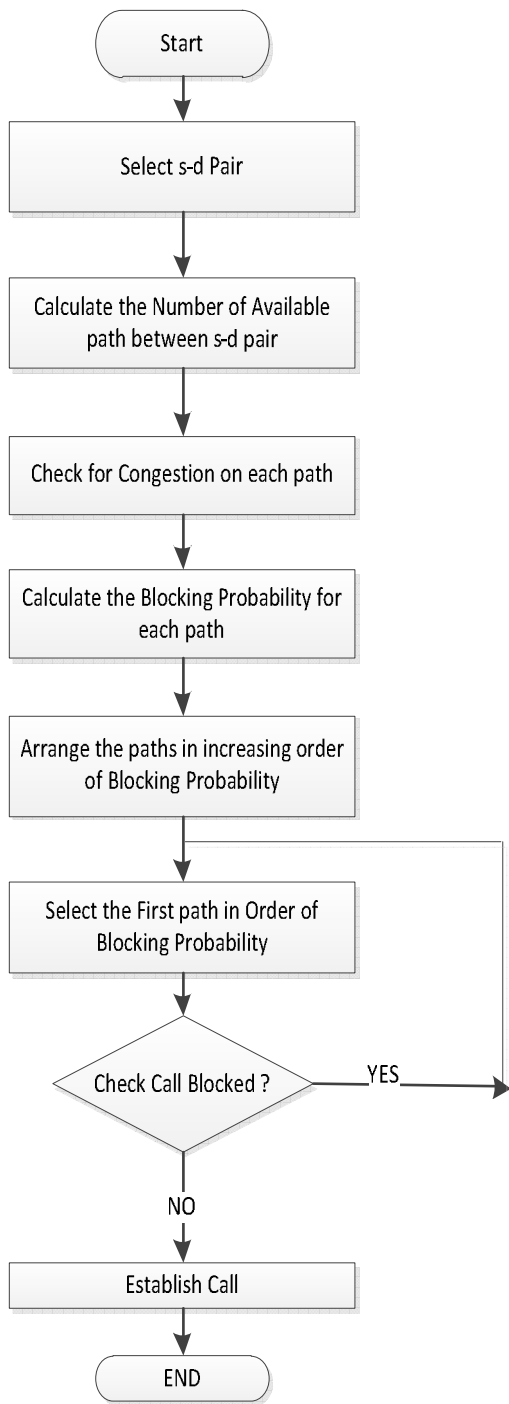 Start
Select s-d Pair
Calculate the Number of Available
path between s-d pair
Check for Congestion on each path
Calculate the Blocking Probability for
each path
Arrange the paths in increasing order
of Blocking Probability
Select the First path in Order of
Blocking Probability
Check Call Blocked ?
YES
NO
Establish Call
END